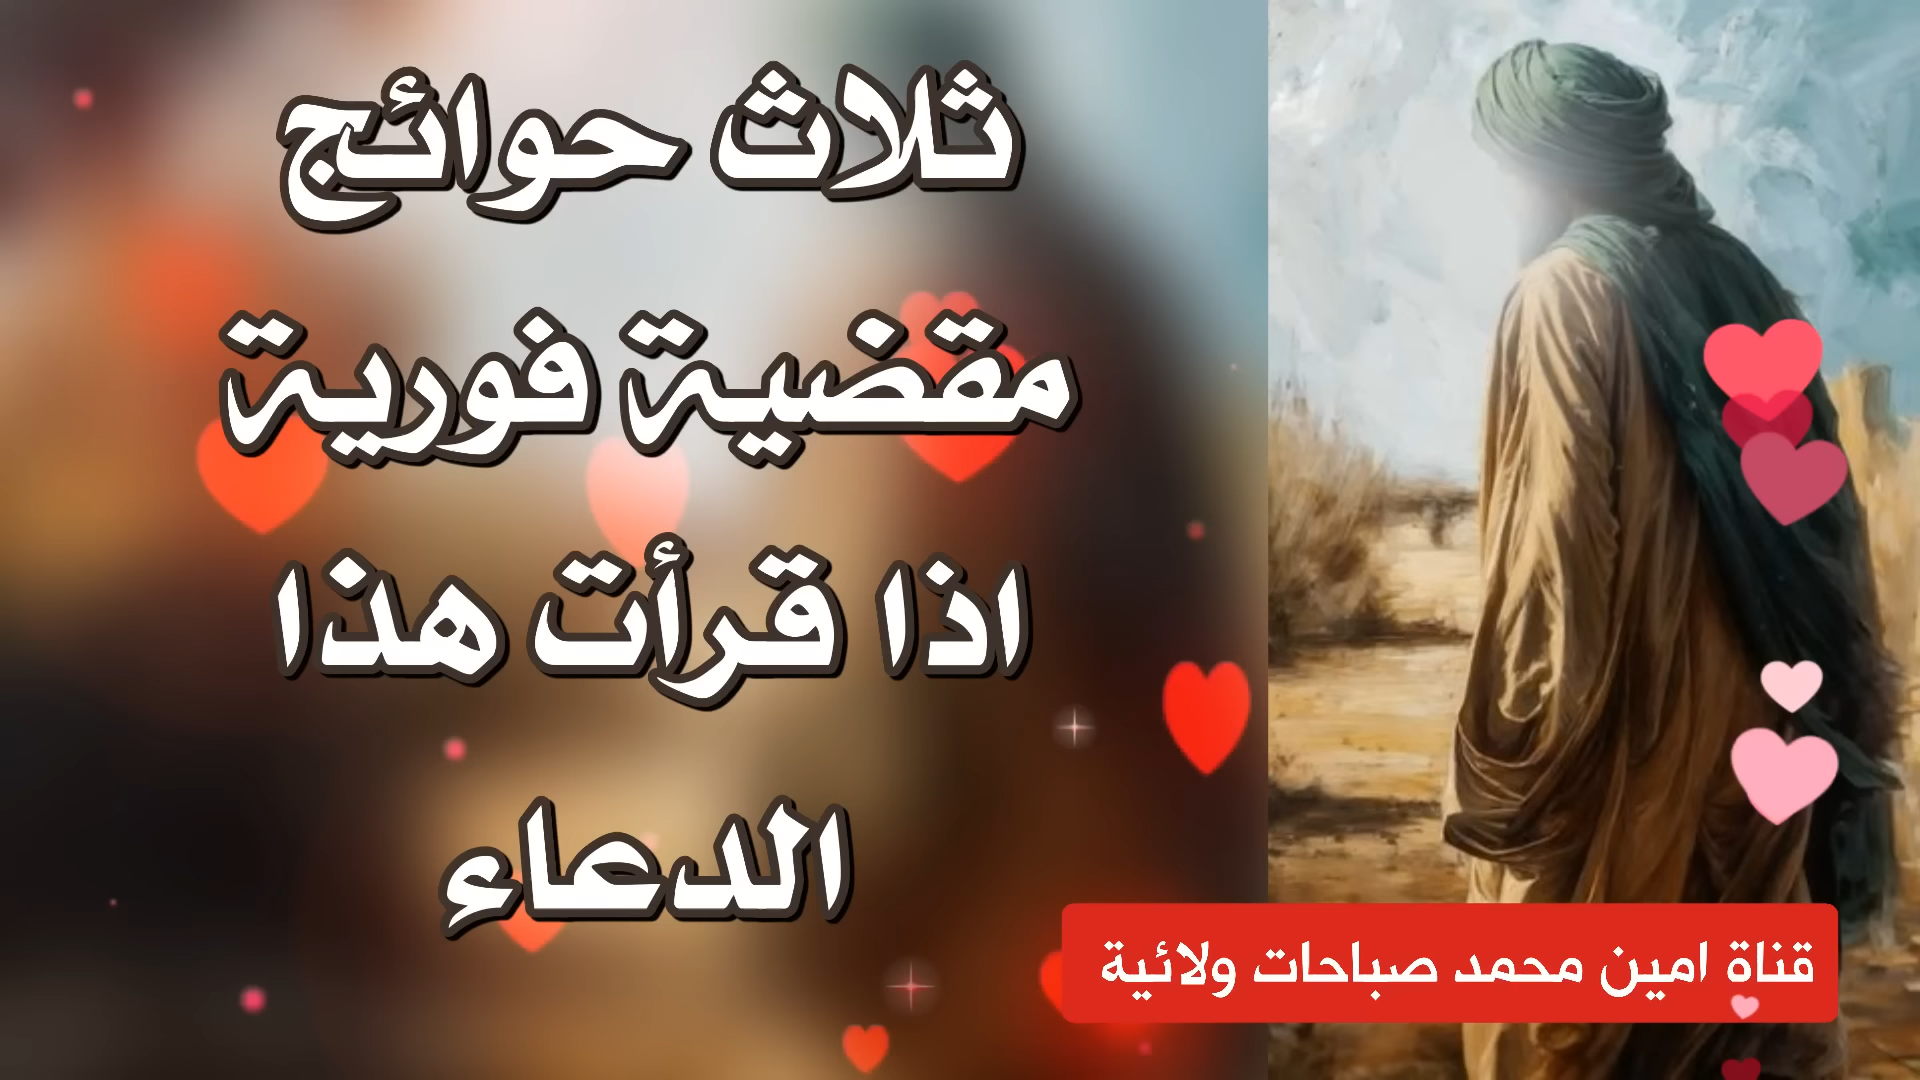 ثلاث حوائج
مقضية فورية
اذا قرأت هذا
الدعاء
قناة امين محمد صباحات ولائية